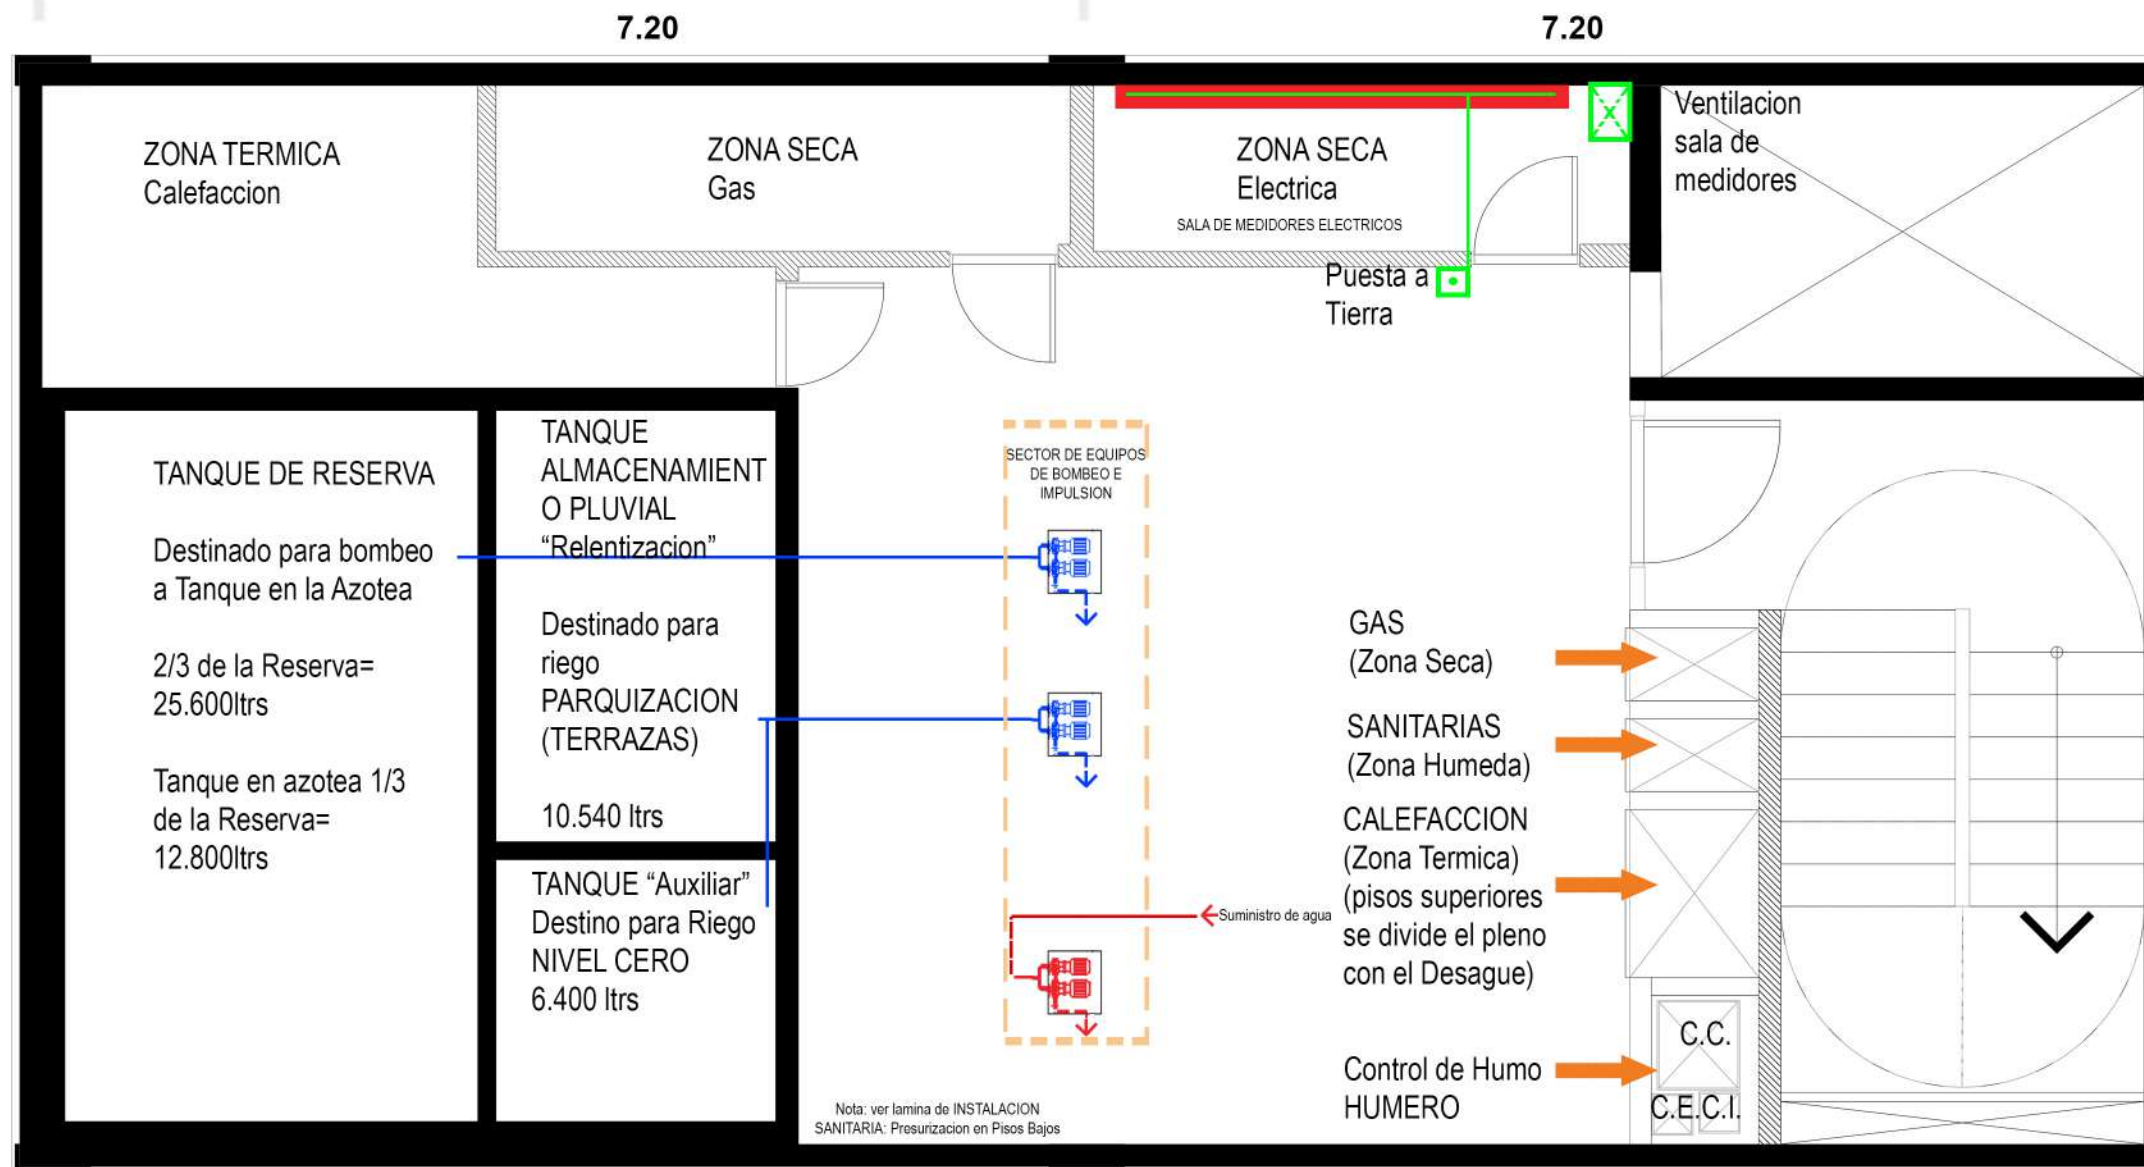 7.20
7.20
ZONA TERMICA
Calefaccion
ZONA SECA
Gas
ZONA SECA
Electrica
SALA DE MEDIDORES ELECTRICOS
Ventilacion
sala de
medidores
x
Puesta a
Tierra
TANQUE DE RESERVA
Destinado para bombeo
a Tanque en la Azotea
2/3 de la Reserva=
25.600ltrs
Tanque en azotea 1/3
de la Reserva=
12.800ltrs
TANQUE
ALMACENAMIENT
O PLUVIAL
“Relentizacion”
Destinado para
riego
PARQUIZACION
(TERRAZAS)
10.540 ltrs
TANQUE “Auxiliar”
Destino para Riego
NIVEL CERO
6.400 ltrs
SECTOR DE EQUIPOS
DE BOMBEO E
IMPULSION
Suministro de agua
Nota: ver lamina de INSTALACION
SANITARIA: Presurizacion en Pisos Bajos
GAS
(Zona Seca)
SANITARIAS
(Zona Humeda)
CALEFACCION
(Zona Termica)
(pisos superiores
se divide el pleno
con el Desague)
Control de Humo
HUMERO
C.C.
C.E.C.I.